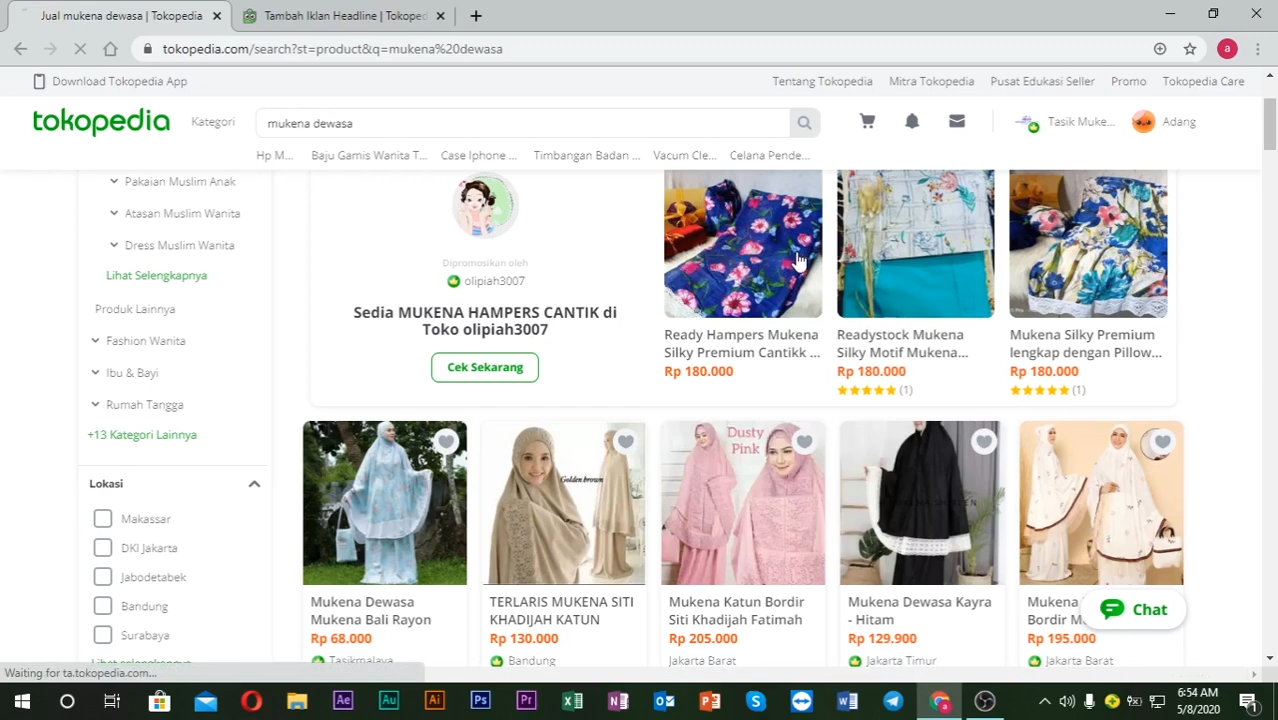 Jual mukena dewasa | Tokopedia
Tambah Iklan Headline | Tokoped
tokopedia.com/search?st=product&q=mukena%20dewasa
a
Download Tokopedia App
Tentang Tokopedia
Mitra Tokopedia
Pusat Edukasi Seller
Promo
Tokopedia Care
tokopedia
Kategori
mukena dewasa
Tasik Muke...
Adang
Hp M...
Baju Gamis Wanita T...
Case Iphone ...
Timbangan Badan ...
Vacum Cle...
Celana Pende...
Pakaian Muslim Anak
Atasan Muslim Wanita
Dress Muslim Wanita
Lihat Selengkapnya
Produk Lainnya
Fashion Wanita
Ibu & Bayi
Rumah Tangga
+13 Kategori Lainnya
Lokasi
Makassar
DKI Jakarta
Jabodetabek
Bandung
Surabaya
Lihat selengkapnya
Dipromosikan oleh
olipiah3007
Sedia MUKENA HAMPERS CANTIK di
Toko olipiah3007
Cek Sekarang
Ready Hampers Mukena
Silky Premium Cantikk ...
Rp 180.000
Readystock Mukena
Silky Motif Mukena...
Rp 180.000
(1)
Mukena Silky Premium
lengkap dengan Pillow...
Rp 180.000
(1)
Mukena Dewasa
Mukena Bali Rayon
Rp 68.000
Tasikmalaya
Golden brown
TERLARIS MUKENA SITI
KHADIJAH KATUN
Rp 130.000
Bandung
Dusty
Pink
Mukena Katun Bordir
Siti Khadijah Fatimah
Rp 205.000
Jakarta Barat
Mukena Dewasa Kayra
- Hitam
Rp 129.900
Jakarta Timur
Mukena
Bordir M
Rp 195.000
Jakarta Barat
Chat
Waiting for ta.tokopedia.com...
Ae
Au
Ai
Ps
Pr
6:54 AM
5/8/2020
1